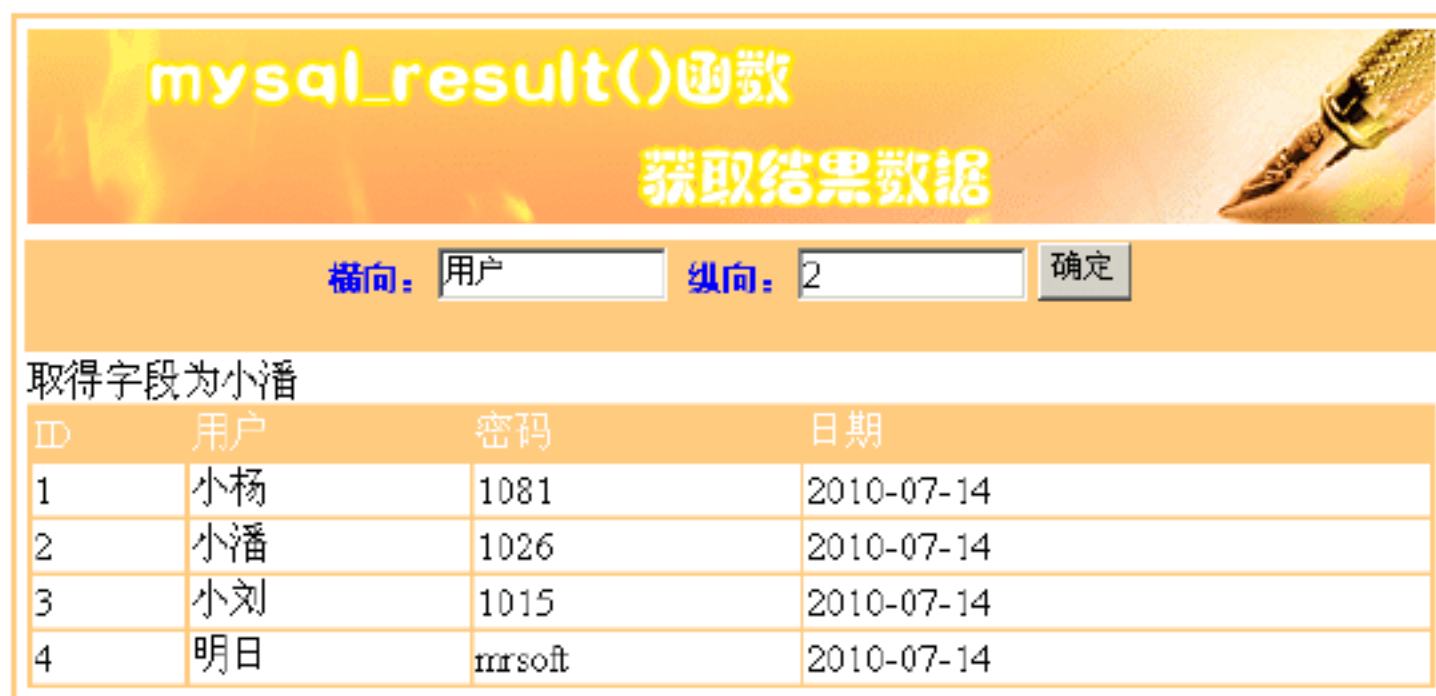 mysql_result()函数
获取结果数据
横向：用户 纵向：2 确定
取得字段为小潘
ID 用户 密码 日期
1 小杨 1081 2010-07-14
2 小潘 1026 2010-07-14
3 小刘 1015 2010-07-14
4 明日 mrsoft 2010-07-14